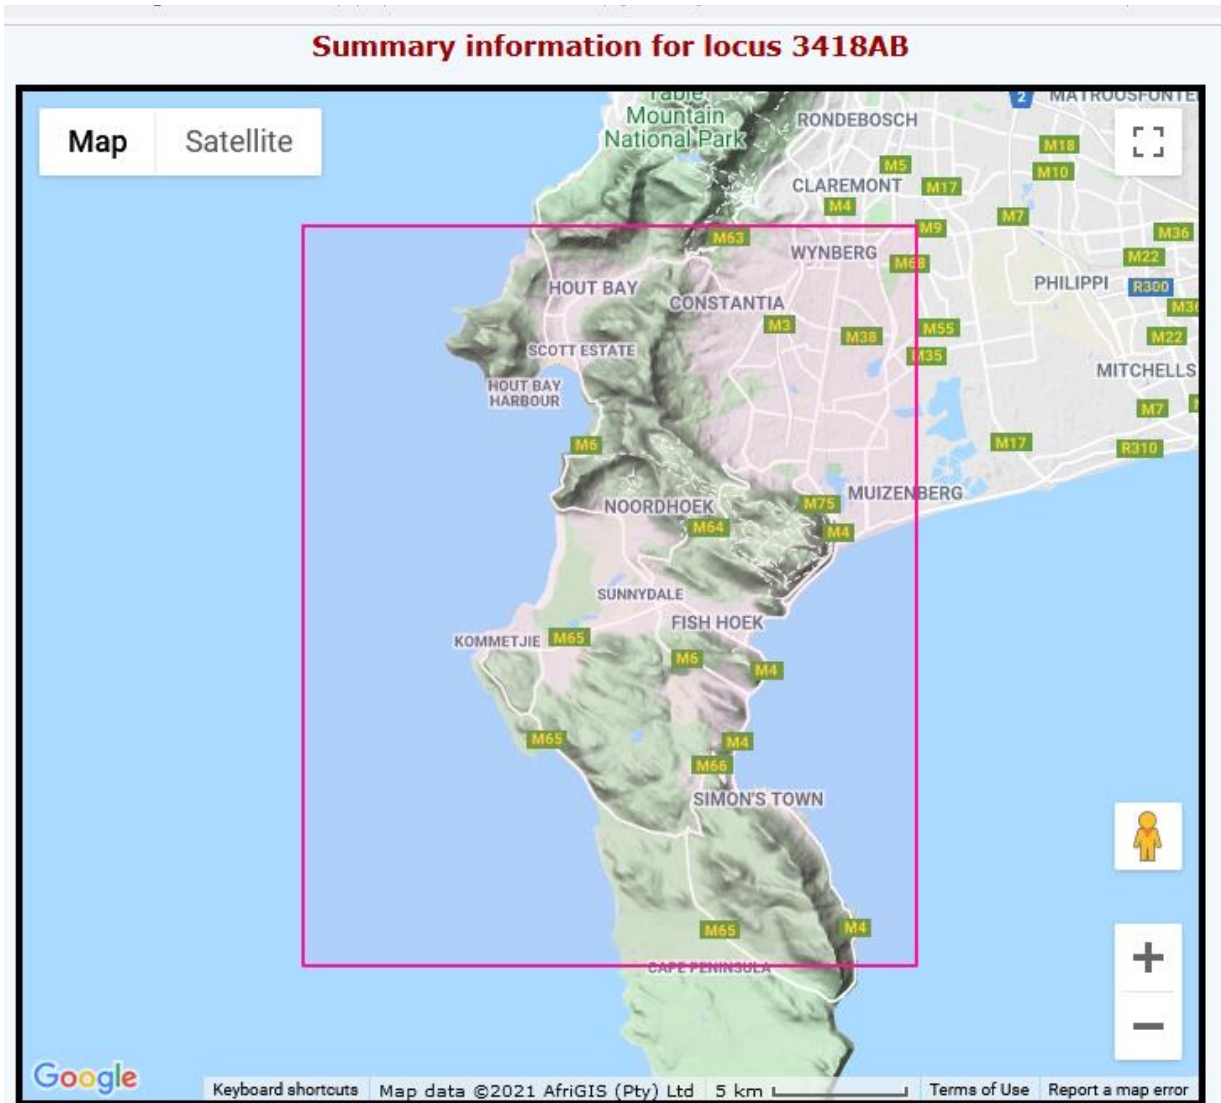 Summary information for locus 3418AB
Map
Satellite
Table
Mountain
National Park
RONDEBOSCH
2
M18
M5
M10
CLAREMONT
M17
M4
M7
M9
M63
M36
WYNBERG
M68
M22
PHILIPPI
R300
HOUT BAY
CONSTANTIA
M3
M38
M55
M22
SCOTT ESTATE
M35
MITCHELLS
HOUT BAY
HARBOUR
M7
M6
M17
R310
MUIZENBERG
NOORDHOEK
M75
M64
M4
SUNNYDALE
FISH HOEK
KOMMETJIE
M65
M6
M4
M65
M4
M66
SIMON'S TOWN
M65
M4
CAPE PENINSULA
Google
Keyboard shortcuts
Map data ©2021 AfriGIS (Pty) Ltd
5 km
Terms of Use
Report a map error